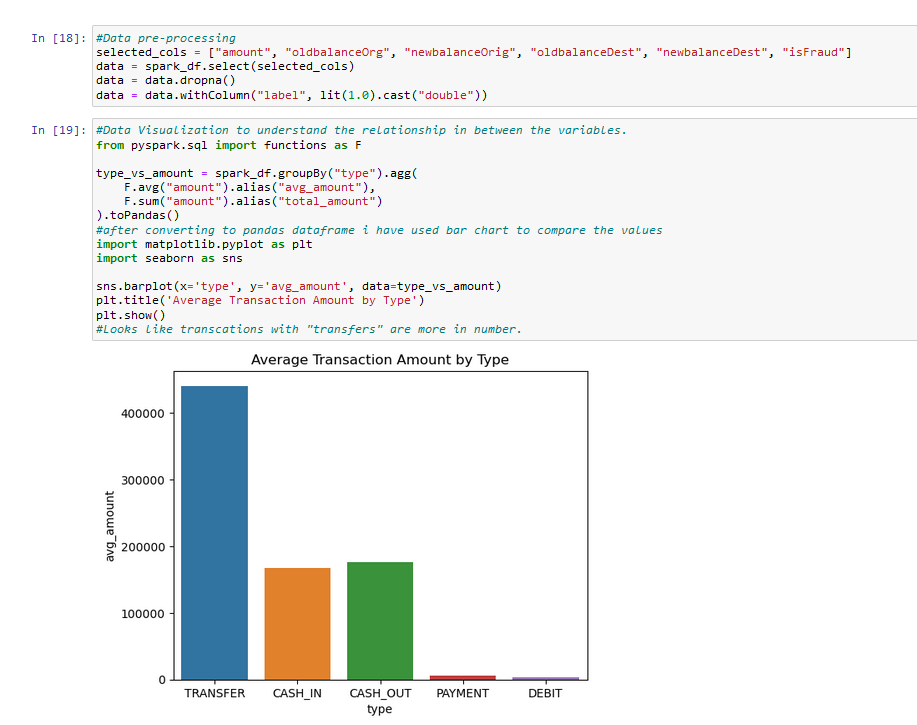 In [18]: #Data pre-processing
selected_cols = ["amount", "oldbalanceOrg", "newbalanceOrig", "oldbalanceDest", "newbalanceDest", "isFraud"]
data = spark_df.select(selected_cols)
data = data.dropna()
data = data.withColumn("label", lit(1.0).cast("double"))
In [19]: #Data Visualization to understand the relationship in between the variables.
from pyspark.sql import functions as F
type_vs_amount = spark_df.groupBy("type").agg(
F.avg("amount").alias("avg_amount"),
F.sum("amount").alias("total_amount")
).toPandas()
#after converting to pandas dataframe i have used bar chart to compare the values
import matplotlib.pyplot as plt
import seaborn as sns
sns.barplot(x='type', y='avg_amount', data=type_vs_amount)
plt.title('Average Transaction Amount by Type')
plt.show()
#Looks like transcations with "transfers" are more in number.
Average Transaction Amount by Type
400000
300000
200000
100000
0
avg_amount
TRANSFER CASH_IN CASH_OUT PAYMENT DEBIT
type